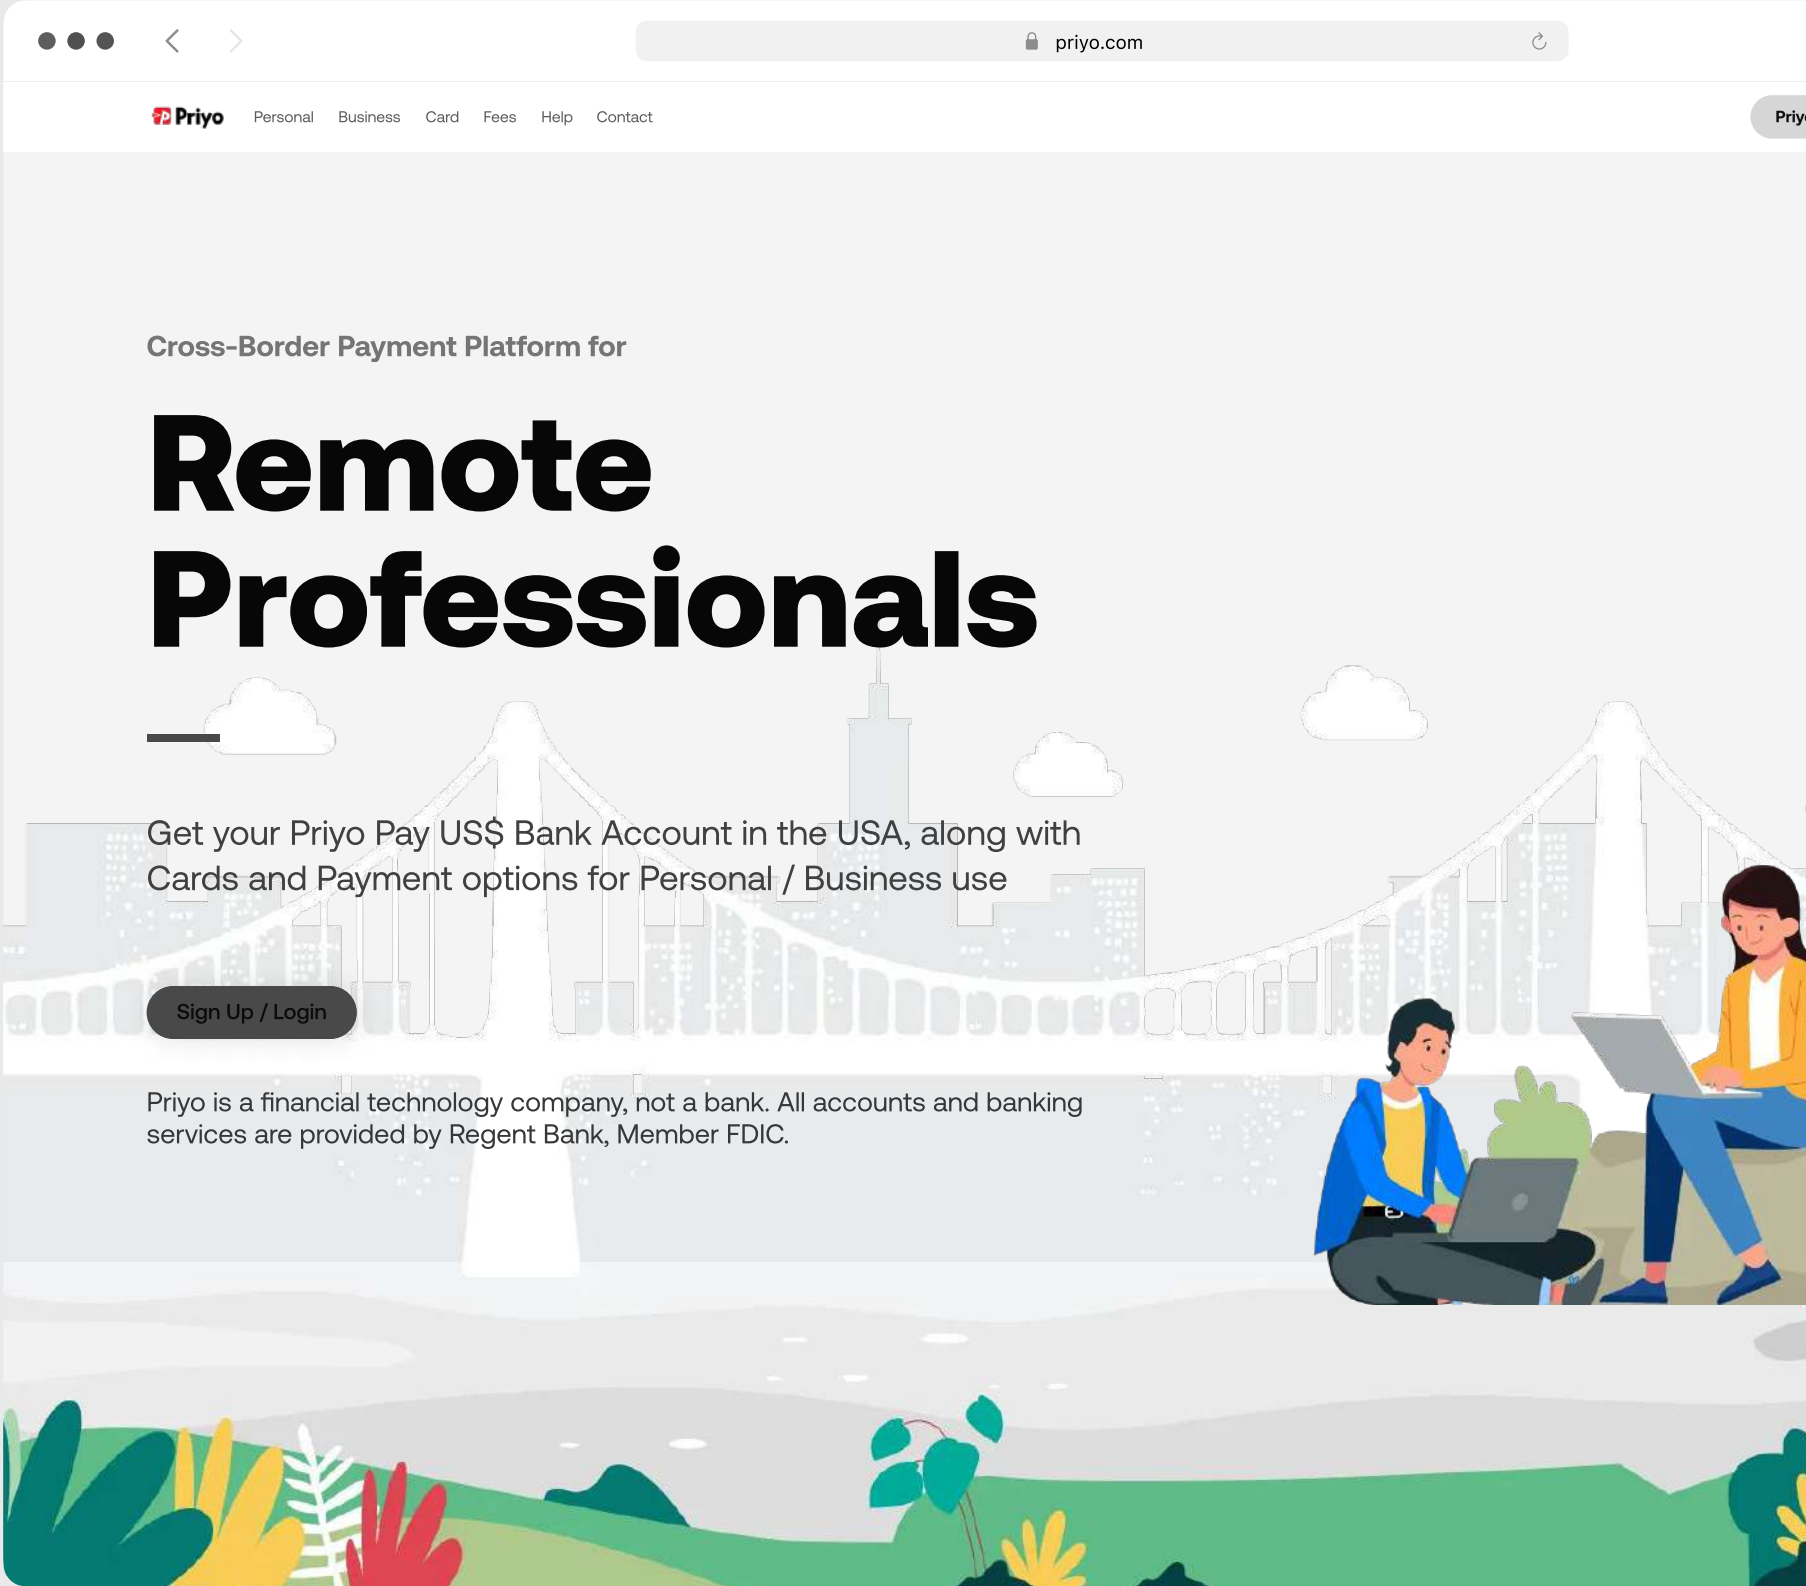 priyo.com
Priyo Personal Business Card Fees Help Contact
Cross-Border Payment Platform for
Remote
Professionals
Get your Priyo Pay US$ Bank Account in the USA, along with
Cards and Payment options for Personal / Business use
Sign Up / Login
Priyo is a financial technology company, not a bank. All accounts and banking
services are provided by Regent Bank, Member FDIC.